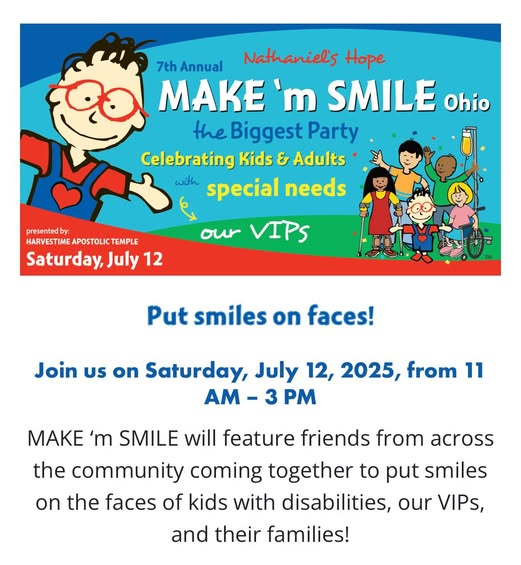 Nathaniel's Hope
7th Annual
MAKE 'm SMILE Ohio
the Biggest Party
Celebrating Kids & Adults
with special needs
our VIPs
presented by:
HARVESTIME APOSTOLIC TEMPLE
Saturday, July 12
TM
Put smiles on faces!
Join us on Saturday, July 12, 2025, from 11
AM – 3 PM
MAKE ‘m SMILE will feature friends from across
the community coming together to put smiles
on the faces of kids with disabilities, our VIPs,
and their families!